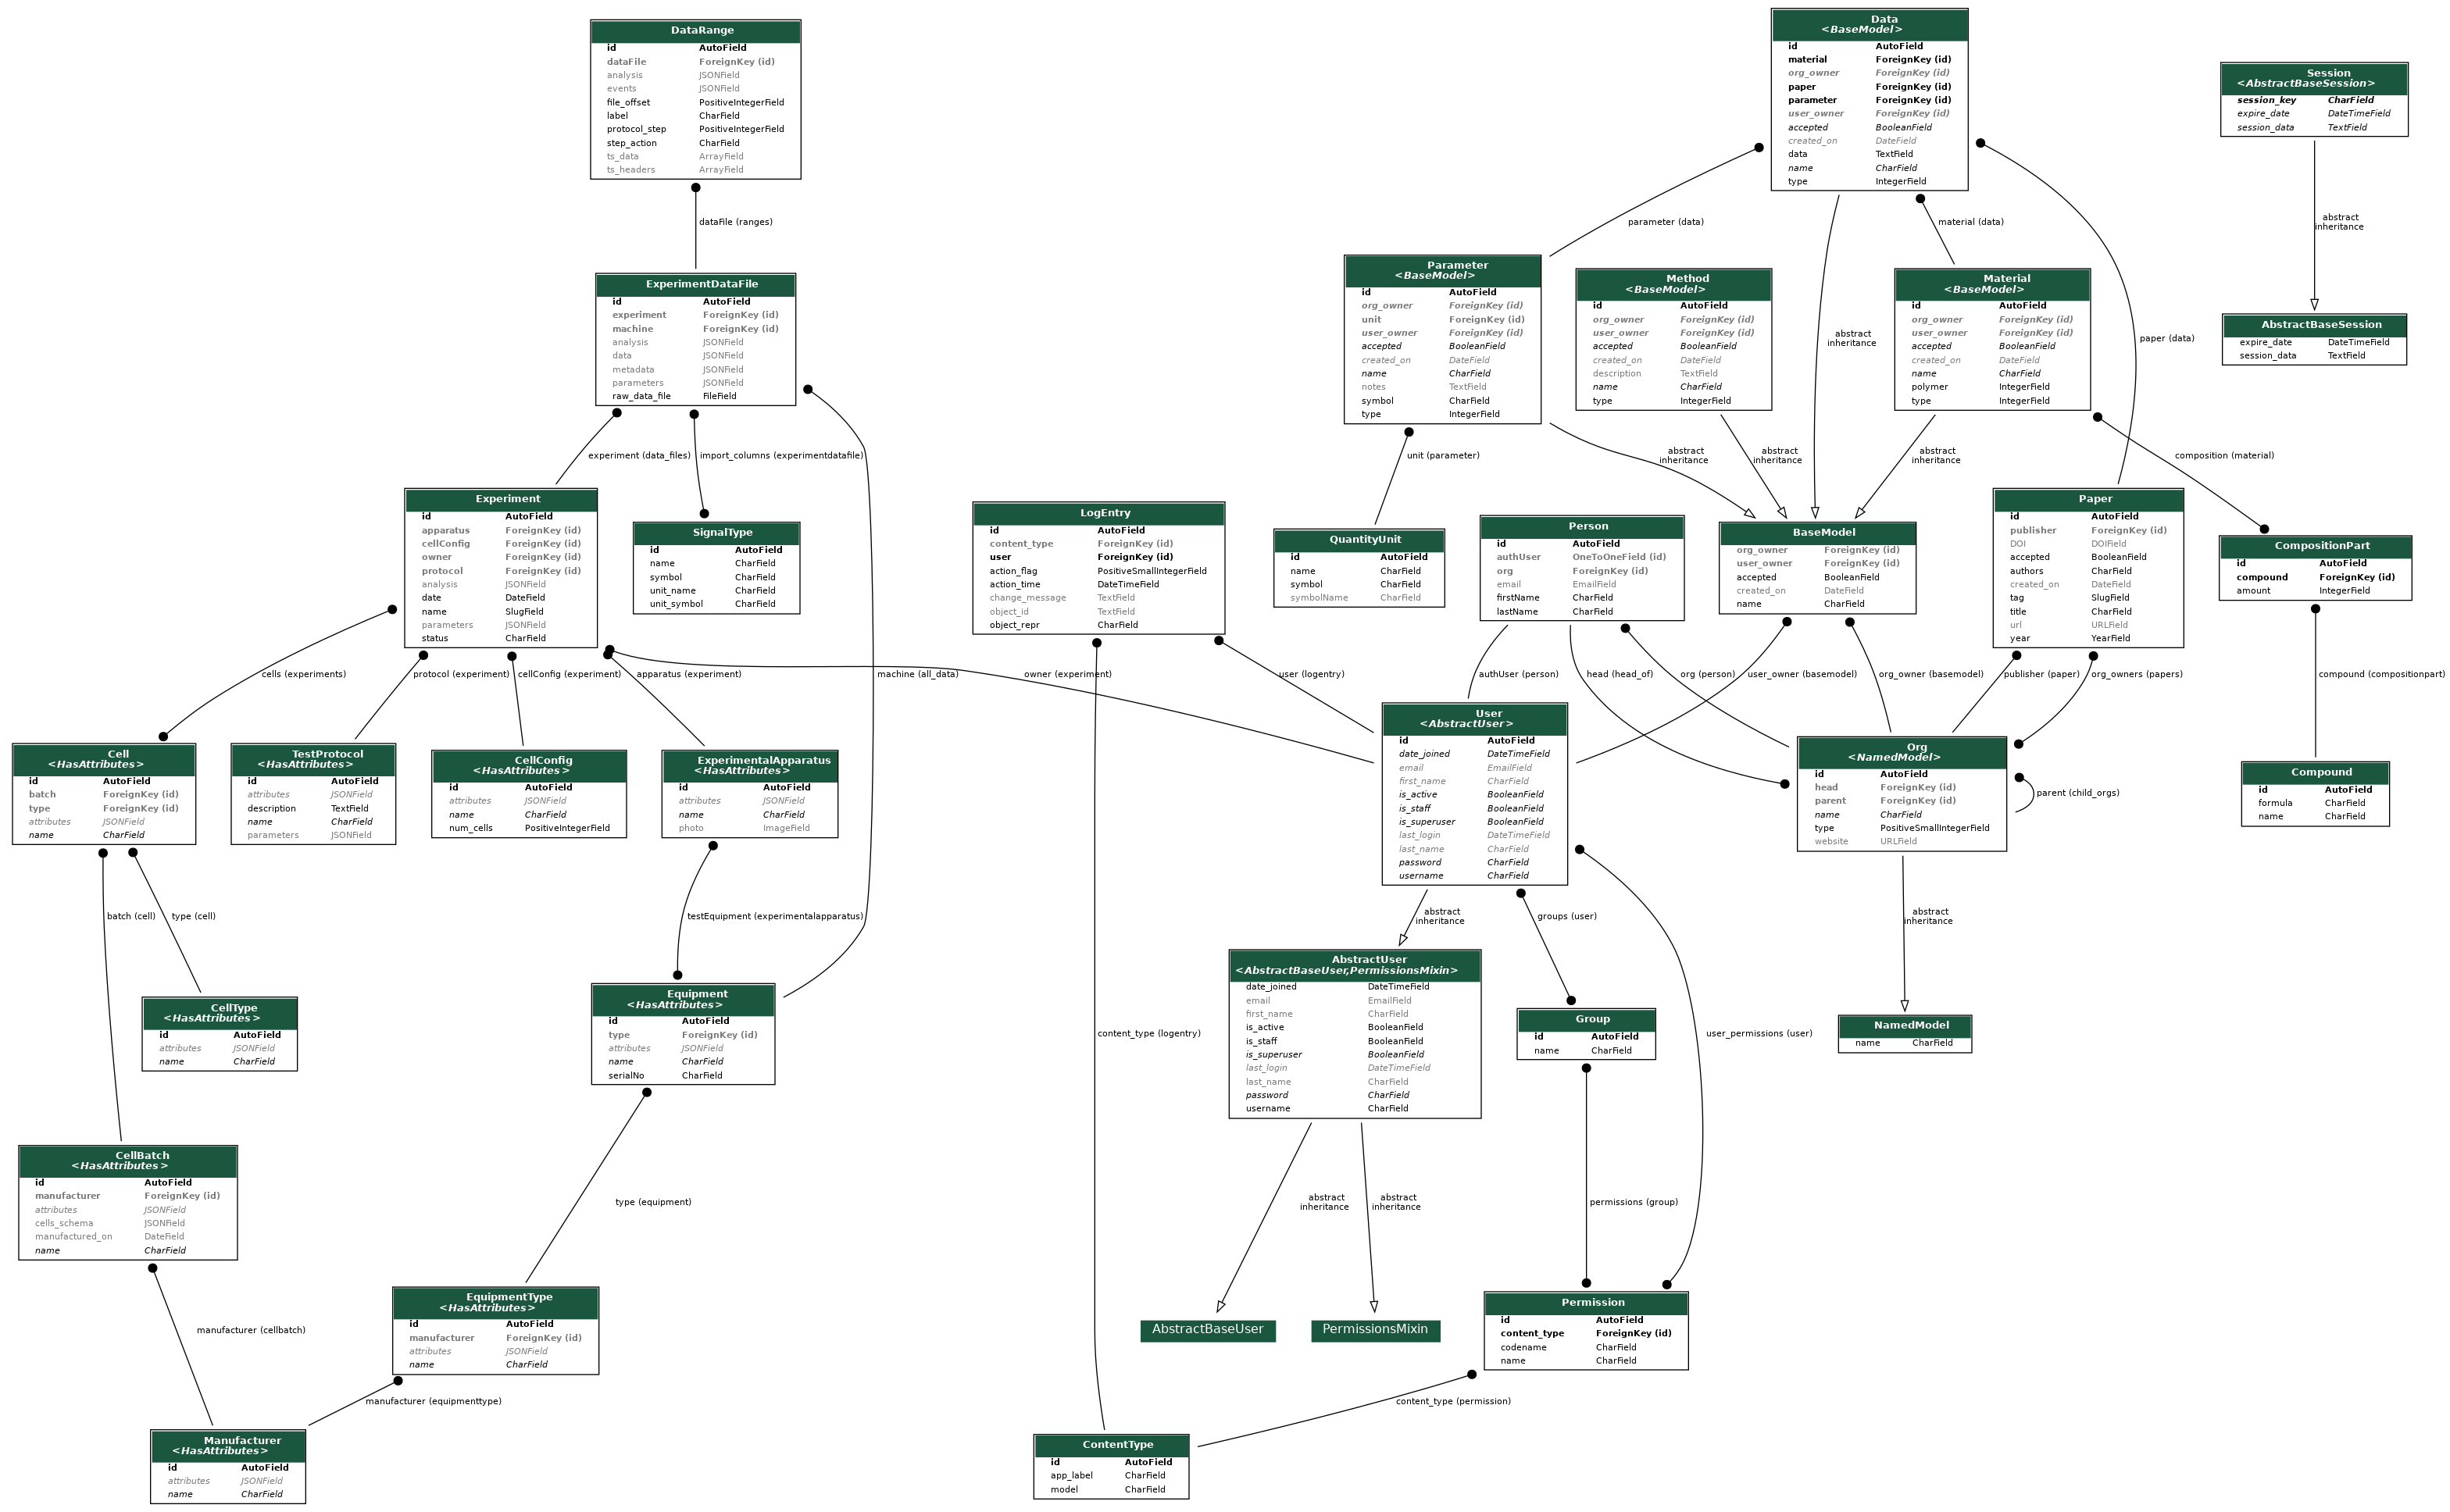 DataRange
id AutoField
dataFile ForeignKey (id)
analysis JSONField
events JSONField
file_offset PositiveIntegerField
label CharField
protocol_step PositiveIntegerField
step_action CharField
ts_data ArrayField
ts_headers ArrayField
dataFile (ranges)
ExperimentDataFile
id AutoField
experiment ForeignKey (id)
machine ForeignKey (id)
analysis JSONField
data JSONField
metadata JSONField
parameters JSONField
raw_data_file FileField
experiment (data_files)
import_columns (experimentdatafile)
Experiment
id AutoField
apparatus ForeignKey (id)
cellConfig ForeignKey (id)
owner ForeignKey (id)
protocol ForeignKey (id)
analysis JSONField
date DateField
name SlugField
parameters JSONField
status CharField
SignalType
id AutoField
name CharField
symbol CharField
unit_name CharField
unit_symbol CharField
cells (experiments)
protocol (experiment)
cellConfig (experiment)
apparatus (experiment)
machine (all_data)
owner (experiment)
Cell
<HasAttributes>
id AutoField
batch ForeignKey (id)
type ForeignKey (id)
attributes JSONField
name CharField
TestProtocol
<HasAttributes>
id AutoField
attributes JSONField
description TextField
name CharField
parameters JSONField
CellConfig
<HasAttributes>
id AutoField
attributes JSONField
name CharField
num_cells PositiveIntegerField
ExperimentalApparatus
<HasAttributes>
id AutoField
attributes JSONField
name CharField
photo ImageField
batch (cell)
type (cell)
testEquipment (experimentalapparatus)
CellType
<HasAttributes>
id AutoField
attributes JSONField
name CharField
Equipment
<HasAttributes>
id AutoField
type ForeignKey (id)
attributes JSONField
name CharField
serialNo CharField
CellBatch
<HasAttributes>
id AutoField
manufacturer ForeignKey (id)
attributes JSONField
cells_schema JSONField
manufactured_on DateField
name CharField
type (equipment)
EquipmentType
<HasAttributes>
id AutoField
manufacturer ForeignKey (id)
attributes JSONField
name CharField
manufacturer (cellbatch)
manufacturer (equipmenttype)
Manufacturer
<HasAttributes>
id AutoField
attributes JSONField
name CharField
Data
<BaseModel>
id AutoField
material ForeignKey (id)
org_owner ForeignKey (id)
paper ForeignKey (id)
parameter ForeignKey (id)
user_owner ForeignKey (id)
accepted BooleanField
created_on DateField
data TextField
name CharField
type IntegerField
Session
<AbstractBaseSession>
session_key CharField
expire_date DateTimeField
session_data TextField
parameter (data)
material (data)
abstract
inheritance
Parameter
<BaseModel>
id AutoField
org_owner ForeignKey (id)
unit ForeignKey (id)
user_owner ForeignKey (id)
accepted BooleanField
created_on DateField
name CharField
notes TextField
symbol CharField
type IntegerField
Method
<BaseModel>
id AutoField
org_owner ForeignKey (id)
user_owner ForeignKey (id)
accepted BooleanField
created_on DateField
description TextField
name CharField
type IntegerField
abstract
inheritance
Material
<BaseModel>
id AutoField
org_owner ForeignKey (id)
user_owner ForeignKey (id)
accepted BooleanField
created_on DateField
name CharField
polymer IntegerField
type IntegerField
paper (data)
AbstractBaseSession
expire_date DateTimeField
session_data TextField
unit (parameter)
abstract
inheritance
abstract
inheritance
abstract
inheritance
composition (material)
LogEntry
id AutoField
content_type ForeignKey (id)
user ForeignKey (id)
action_flag PositiveSmallIntegerField
action_time DateTimeField
change_message TextField
object_id TextField
object_repr CharField
QuantityUnit
id AutoField
name CharField
symbol CharField
symbolName CharField
Person
id AutoField
authUser OneToOneField (id)
org ForeignKey (id)
email EmailField
firstName CharField
lastName CharField
BaseModel
org_owner ForeignKey (id)
user_owner ForeignKey (id)
accepted BooleanField
created_on DateField
name CharField
Paper
id AutoField
publisher ForeignKey (id)
DOI DOIField
accepted BooleanField
authors CharField
created_on DateField
tag SlugField
title CharField
url URLField
year YearField
CompositionPart
id AutoField
compound ForeignKey (id)
amount IntegerField
user (logentry)
authUser (person)
head (head_of)
org (person)
user_owner (basemodel)
org_owner (basemodel)
publisher (paper)
org_owners (papers)
compound (compositionpart)
User
<AbstractUser>
id AutoField
date_joined DateTimeField
email EmailField
first_name CharField
is_active BooleanField
is_staff BooleanField
is_superuser BooleanField
last_login DateTimeField
last_name CharField
password CharField
username CharField
Org
<NamedModel>
id AutoField
head ForeignKey (id)
parent ForeignKey (id)
name CharField
type PositiveSmallIntegerField
website URLField
parent (child_orgs)
Compound
id AutoField
formula CharField
name CharField
abstract
inheritance
groups (user)
abstract
inheritance
AbstractUser
<AbstractBaseUser,PermissionsMixin>
date_joined DateTimeField
email EmailField
first_name CharField
is_active BooleanField
is_staff BooleanField
is_superuser BooleanField
last_login DateTimeField
last_name CharField
password CharField
username CharField
content_type (logentry)
Group
id AutoField
name CharField
user_permissions (user)
NamedModel
name CharField
abstract
inheritance
abstract
inheritance
permissions (group)
AbstractBaseUser
PermissionsMixin
Permission
id AutoField
content_type ForeignKey (id)
codename CharField
name CharField
content_type (permission)
ContentType
id AutoField
app_label CharField
model CharField